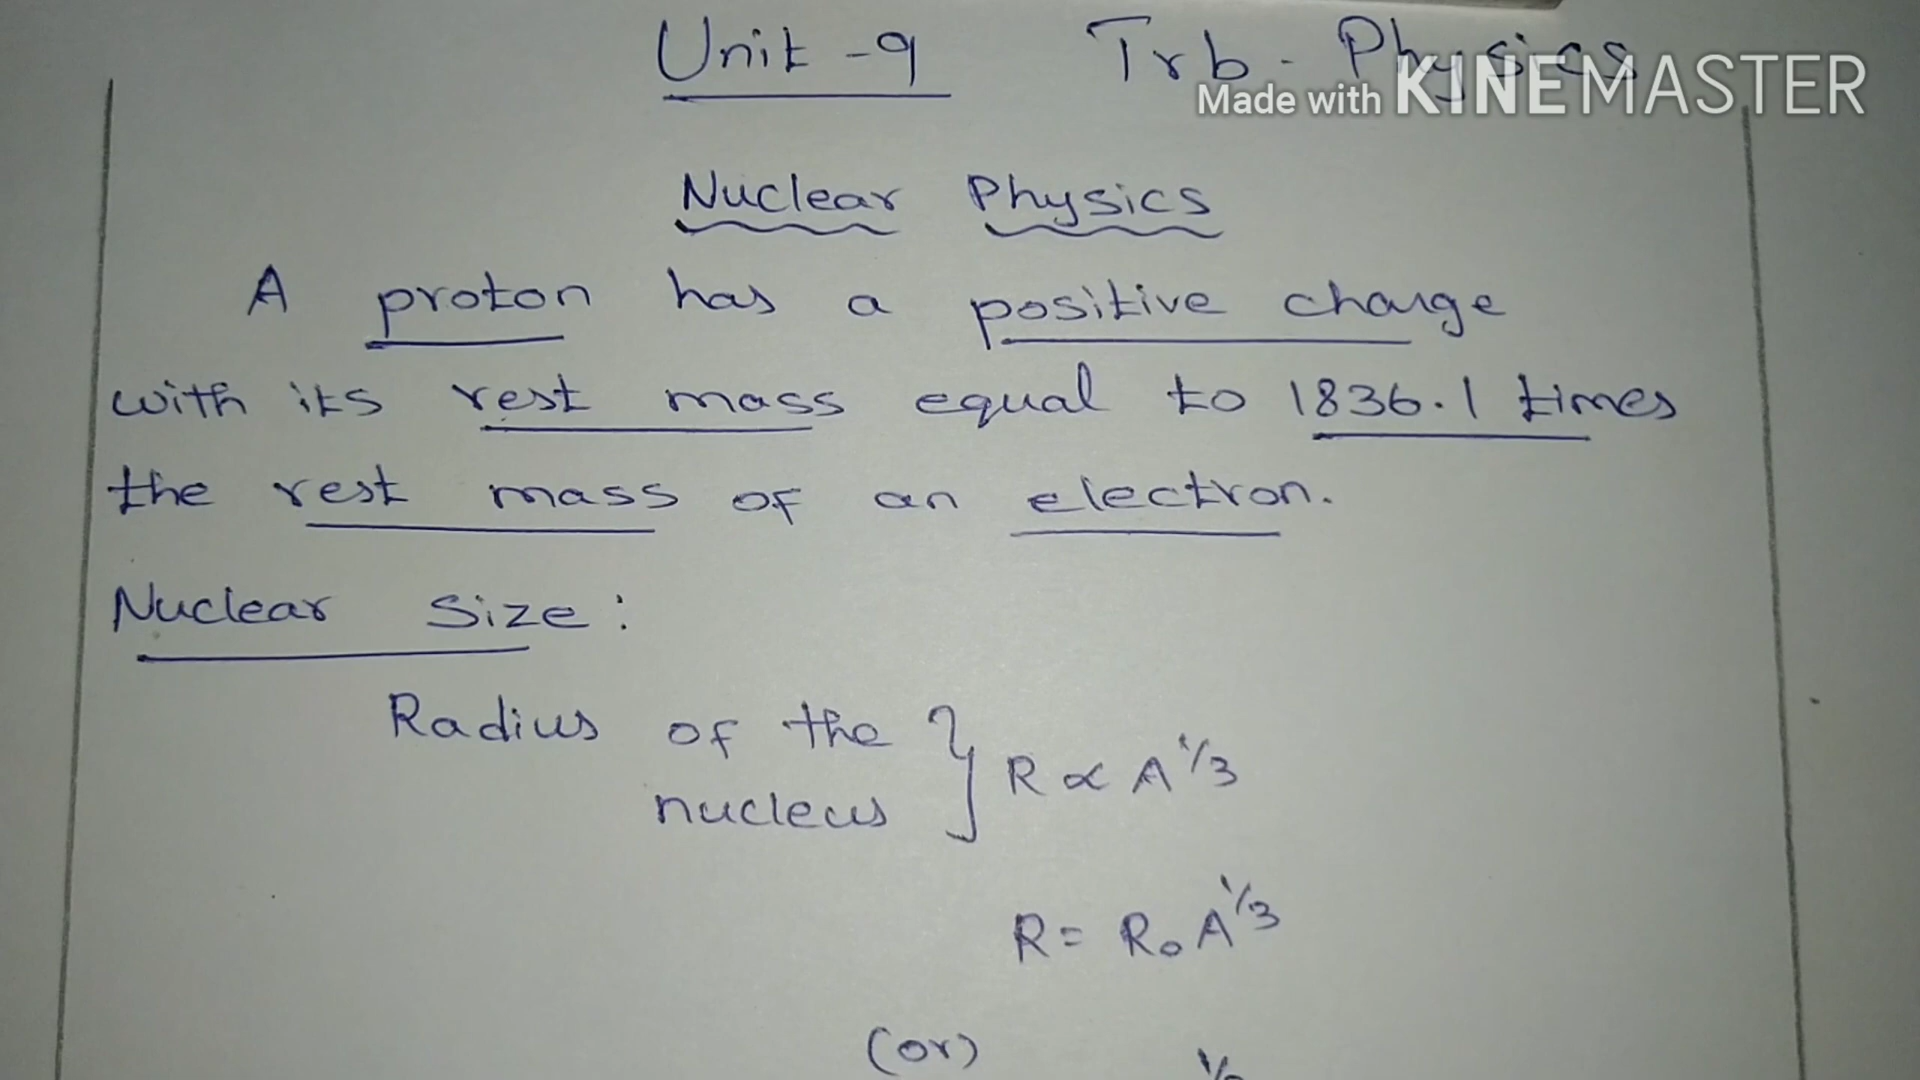 Unit - 9 Trb - Physics
Made with KINEMASTER
Nuclear Physics
A proton has a positive charge
with its rest mass equal to 1836.1 times
the rest mass of an electron.
Nuclear Size:
Radius of the
nucleus } R ∝ A^1/3
R = R₀ A^1/3
(or)